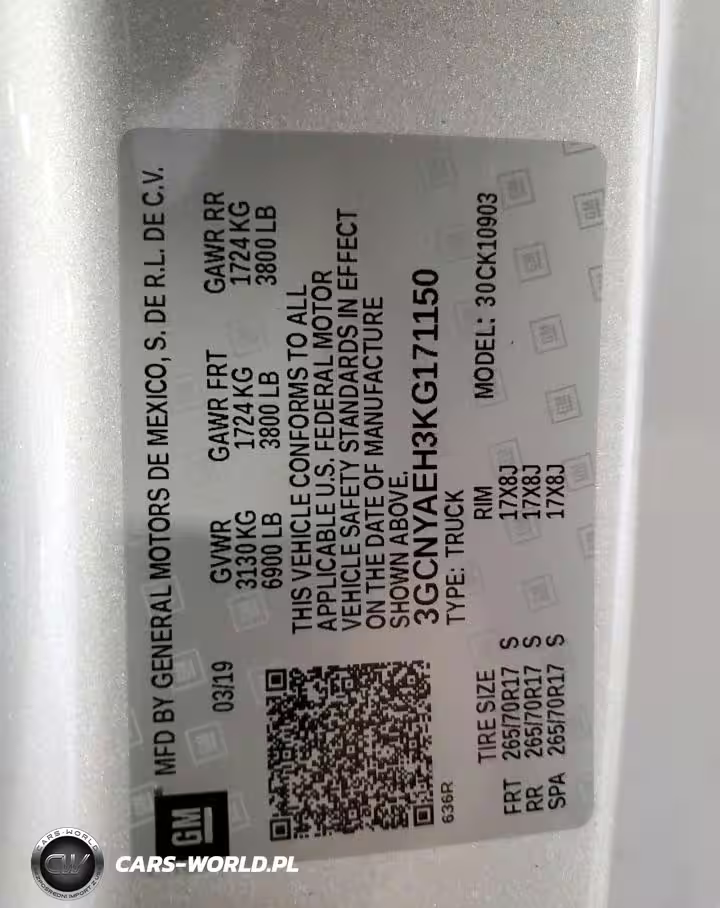 GM
MFD BY GENERAL MOTORS DE MEXICO, S. DE R.L. DE C.V.
03/19
GVWR GAWR FRT GAWR RR
3130 KG 1724 KG 1724 KG
6900 LB 3800 LB 3800 LB
THIS VEHICLE CONFORMS TO ALL
APPLICABLE U.S. FEDERAL MOTOR
VEHICLE SAFETY STANDARDS IN EFFECT
ON THE DATE OF MANUFACTURE
SHOWN ABOVE.
3GCNYAEH3KG171150
TYPE: TRUCK
636R
MODEL: 30CK10903
TIRE SIZE RIM
FRT 265/70R17 S 17X8J
RR 265/70R17 S 17X8J
SPA 265/70R17 S 17X8J
CARS-WORLD
CW
CARS-WORLD.PL